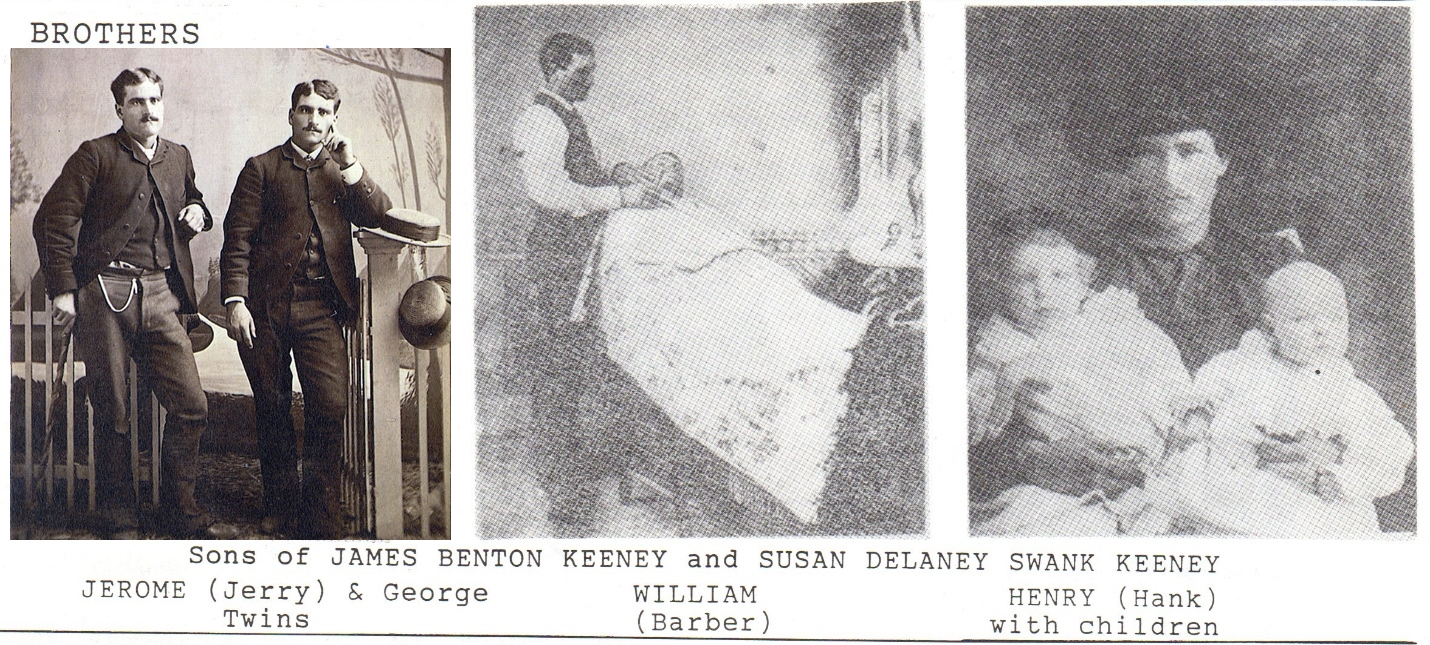 BROTHERS
Sons of JAMES BENTON KEENEY and SUSAN DELANEY SWANK KEENEY
JEROME (Jerry) & George
Twins
WILLIAM
(Barber)
HENRY (Hank)
with children